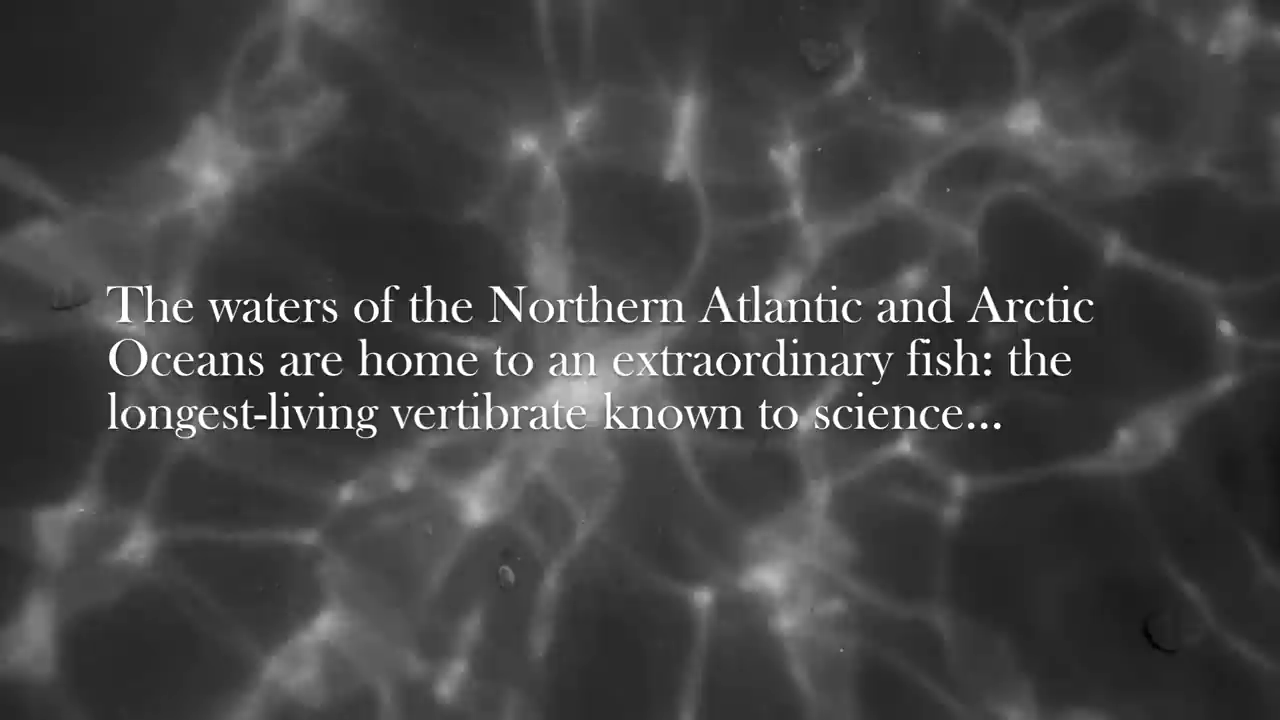 The waters of the Northern Atlantic and Arctic
Oceans are home to an extraordinary fish: the
longest-living vertibrate known to science...